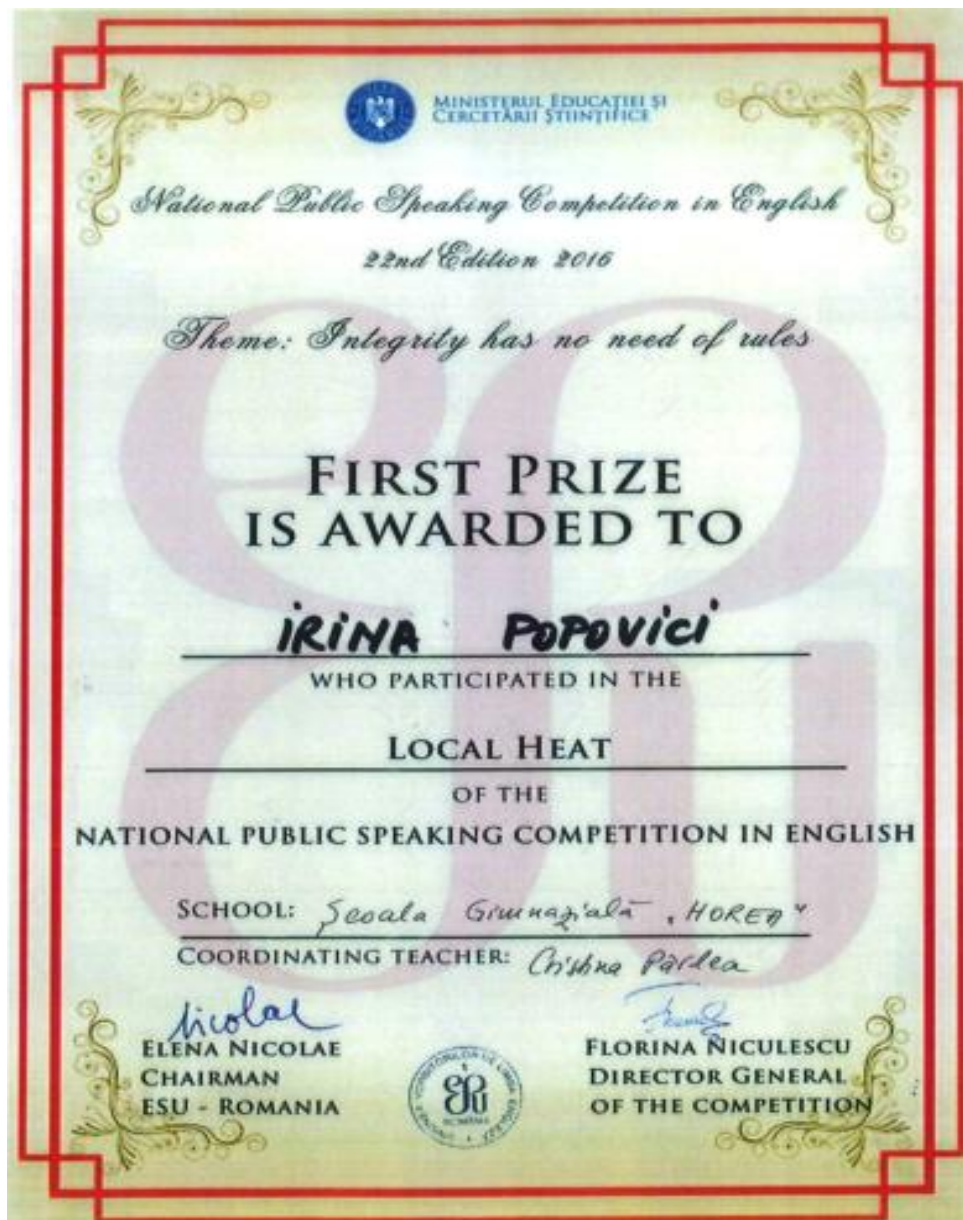 MINISTERUL EDUCAȚIEI ȘI
CERCETĂRII ȘTIINȚIFICE
National Public Speaking Competition in English
22nd Edition 2016
Theme: Integrity has no need of rules
FIRST PRIZE
IS AWARDED TO
IRINA POPOVICI
WHO PARTICIPATED IN THE
LOCAL HEAT
OF THE
NATIONAL PUBLIC SPEAKING COMPETITION IN ENGLISH
SCHOOL: Școala Gimnazială "HOREA"
COORDINATING TEACHER: Cristina Pârlea
Nicolae
ELENA NICOLAE
CHAIRMAN
ESU - ROMANIA
FLORINA NICULESCU
DIRECTOR GENERAL
OF THE COMPETITION
ESU
ROMANIA